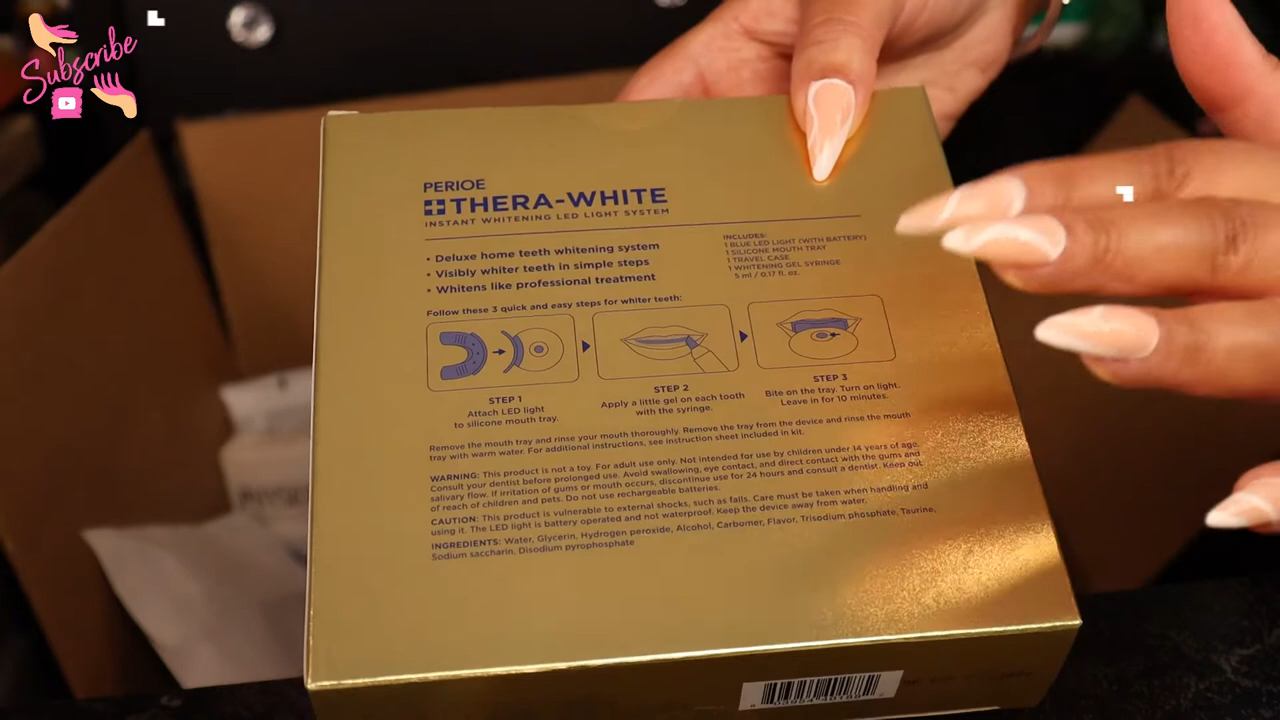 Subscribe
PERIOE
THERA-WHITE
INSTANT WHITENING LED LIGHT SYSTEM
• Deluxe home teeth whitening system
• Visibly whiter teeth in simple steps
• Whitens like professional treatment
INCLUDES:
1 BLUE LED LIGHT (WITH BATTERY)
1 SILICONE MOUTH TRAY
1 TRAVEL CASE
1 WHITENING GEL SYRINGE
5 ml / 0.17 fl. oz.
Follow these 3 quick and easy steps for whiter teeth:
STEP 1
Attach LED light
to silicone mouth tray.
STEP 2
Apply a little gel on each tooth
with the syringe.
STEP 3
Bite on the tray. Turn on light.
Leave in for 10 minutes.
Remove the mouth tray and rinse your mouth thoroughly. Remove the tray from the device and rinse the mouth
tray with warm water. For additional instructions, see instruction sheet included in kit.
WARNING: This product is not a toy. For adult use only. Not intended for use by children under 14 years of age.
Consult your dentist before prolonged use. Avoid swallowing, eye contact, and direct contact with the gums and
salivary flow. If irritation of gums or mouth occurs, discontinue use for 24 hours and consult a dentist. Keep out
of reach of children and pets. Do not use rechargeable batteries.
CAUTION: This product is vulnerable to external shocks, such as falls. Care must be taken when handling and
using it. The LED light is battery operated and not waterproof. Keep the device away from water.
INGREDIENTS: Water, Glycerin, Hydrogen peroxide, Alcohol, Carbomer, Flavor, Trisodium phosphate, Taurine,
Sodium saccharin, Disodium pyrophosphate